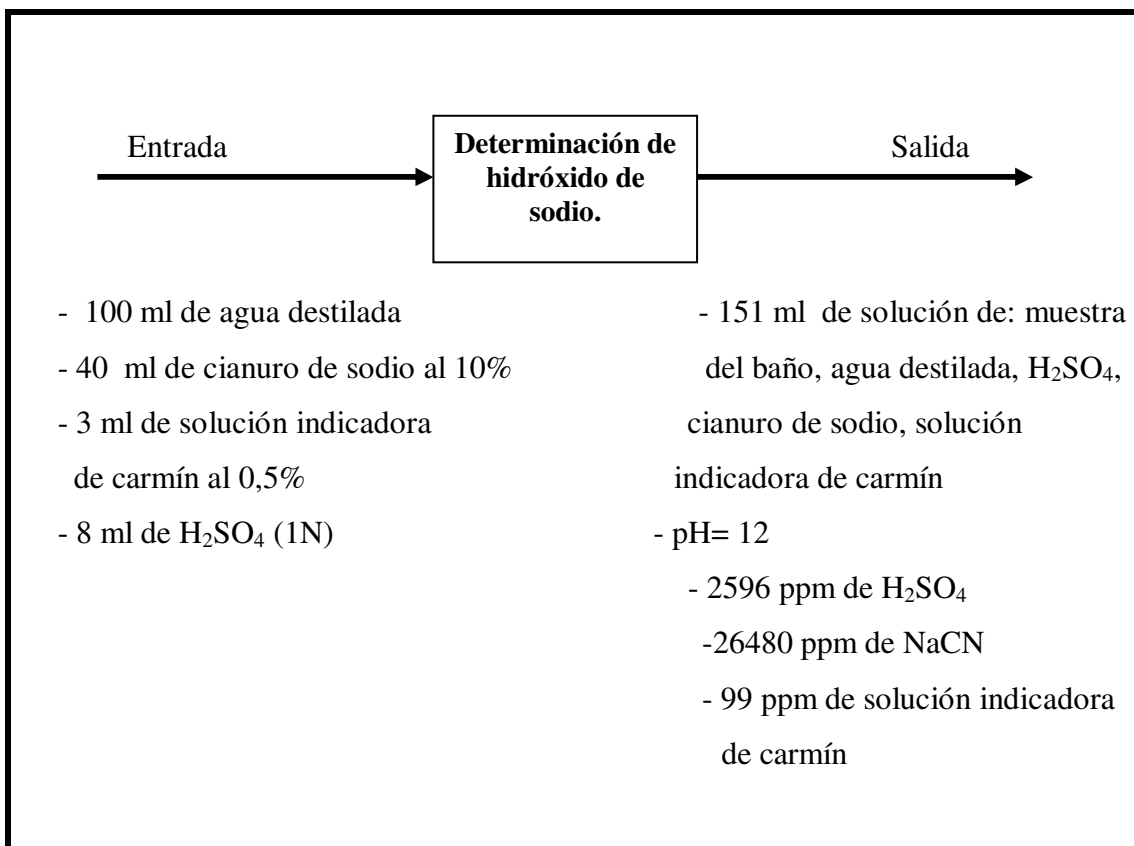 Entrada
Determinación de
hidróxido de
sodio.
Salida
- 100 ml de agua destilada
- 40 ml de cianuro de sodio al 10%
- 3 ml de solución indicadora
de carmín al 0,5%
- 8 ml de H₂SO₄ (1N)
- 151 ml de solución de: muestra
del baño, agua destilada, H₂SO₄,
cianuro de sodio, solución
indicadora de carmín
- pH= 12
- 2596 ppm de H₂SO₄
-26480 ppm de NaCN
- 99 ppm de solución indicadora
de carmín